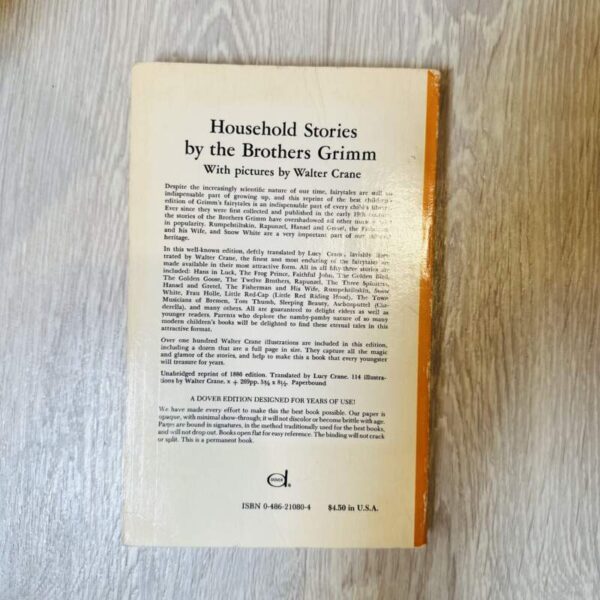 Household Stories
by the Brothers Grimm
With pictures by Walter Crane
Despite the increasingly scientific nature of our time, fairytales are still an
indispensable part of growing up, and this reprint of the best children's
edition of Grimm's fairytales is an indispensable part of every child's library.
Ever since they were first collected and published in the early 19th century,
the stories of the Brothers Grimm have overshadowed all other
in popularity. Rumpelstiltskin, Rapunzel, Hansel and Gretel, the Fisherman
and his Wife, and Snow White are a very important part of our
heritage.
In this well-known edition, deftly translated by Lucy Crane, lavishly illus-
trated by Walter Crane, the finest and most enduring of the fairytales are
made available in their most attractive form. All in all fifty-three stories are
included: Hans in Luck, The Frog Prince, Faithful John, The Golden Bird,
The Golden Goose, The Twelve Brothers, Rapunzel, The Three Spinsters,
Hansel and Gretel, The Fisherman and His Wife, Rumpelstiltskin, Snow
White, Frau Holle, Little Red-Cap (Little Red Riding Hood), The Town
Musicians of Bremen, Tom Thumb, Sleeping Beauty, Aschenputtel (Cin-
derella), and many others. All are guaranteed to delight elders as well as
younger readers. Parents who deplore the namby-pamby nature of so many
modern children's books will be delighted to find these eternal tales in this
attractive format.
Over one hundred Walter Crane illustrations are included in this edition,
including a dozen that are a full page in size. They capture all the magic
and glamor of the stories, and help to make this a book that every youngster
will treasure for years.
Unabridged reprint of 1886 edition. Translated by Lucy Crane. 114 illustra-
tions by Walter Crane. x + 269pp. 5⅜ x 8½. Paperbound
A DOVER EDITION DESIGNED FOR YEARS OF USE!
We have made every effort to make this the best book possible. Our paper is
opaque, with minimal show-through; it will not discolor or become brittle with age.
Pages are bound in signatures, in the method traditionally used for the best books,
and will not drop out. Books open flat for easy reference. The binding will not crack
or split. This is a permanent book.
DOVER
®
ISBN 0-486-21080-4 $4.50 in U.S.A.